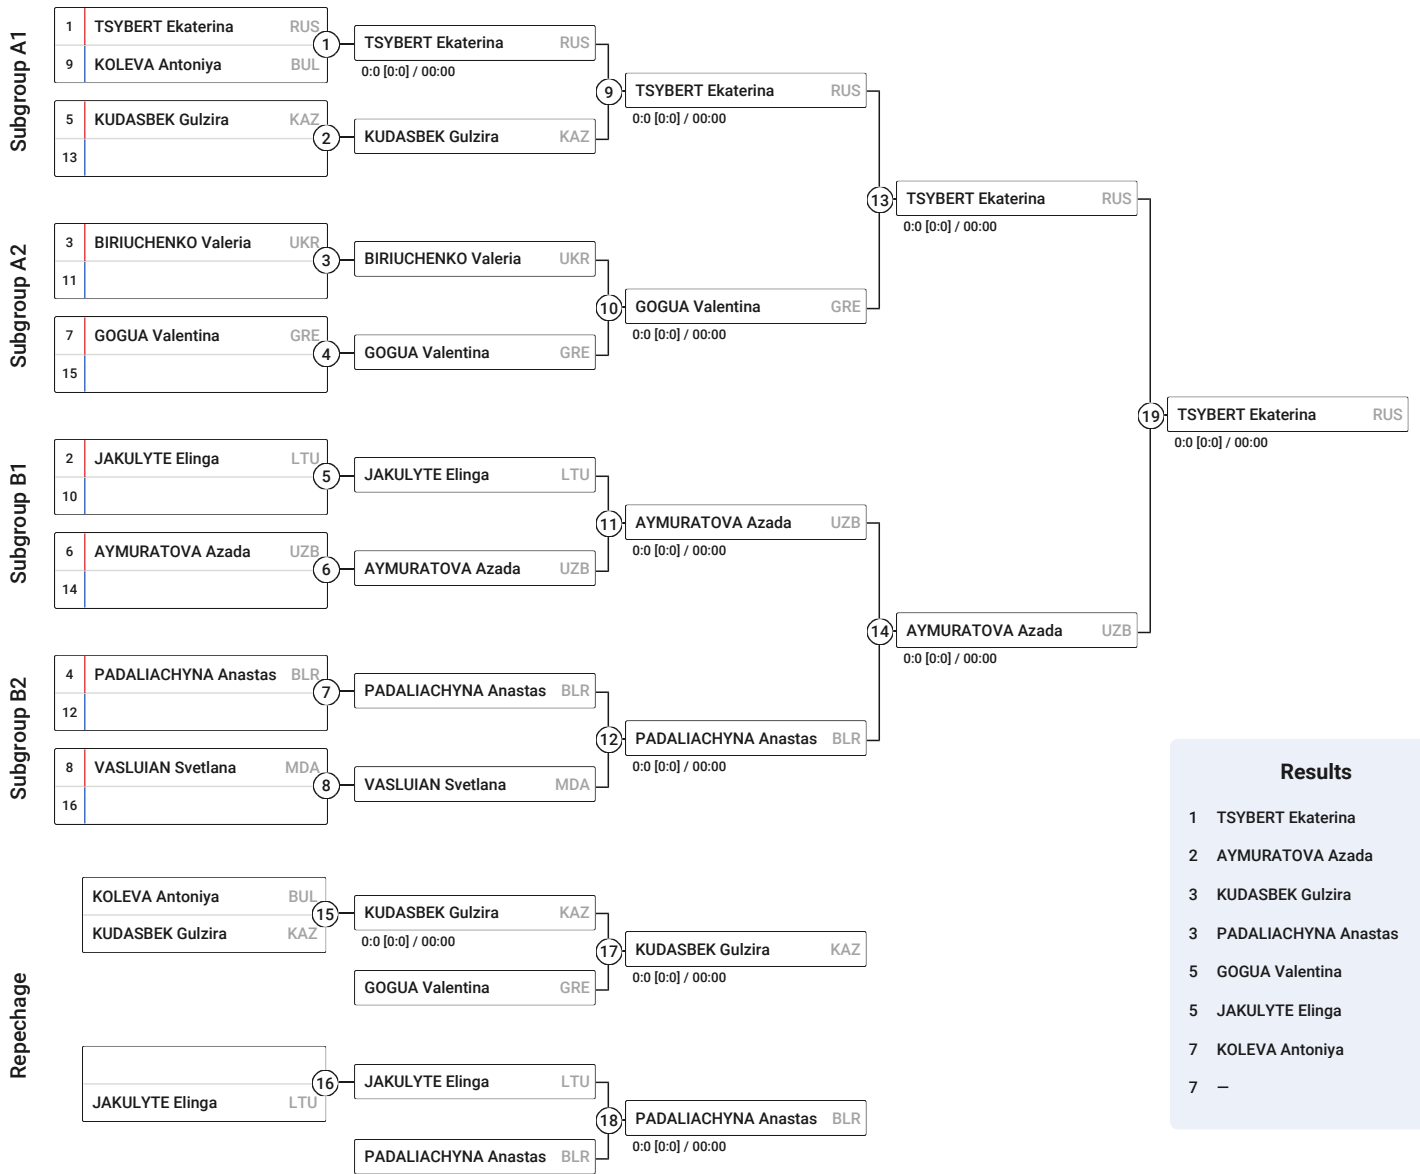 Subgroup A1
1 TSYBERT Ekaterina RUS
9 KOLEVA Antoniya BUL
1
TSYBERT Ekaterina RUS
0:0 [0:0] / 00:00
5 KUDASBEK Gulzira KAZ
13
2
KUDASBEK Gulzira KAZ
9
TSYBERT Ekaterina RUS
0:0 [0:0] / 00:00
Subgroup A2
3 BIRIUCHENKO Valeria UKR
11
3
BIRIUCHENKO Valeria UKR
7 GOGUA Valentina GRE
15
4
GOGUA Valentina GRE
10
GOGUA Valentina GRE
0:0 [0:0] / 00:00
13
TSYBERT Ekaterina RUS
0:0 [0:0] / 00:00
Subgroup B1
2 JAKULYTE Elinga LTU
10
5
JAKULYTE Elinga LTU
6 AYMURATOVA Azada UZB
14
6
AYMURATOVA Azada UZB
11
AYMURATOVA Azada UZB
0:0 [0:0] / 00:00
Subgroup B2
4 PADALIACHYNA Anastas BLR
12
7
PADALIACHYNA Anastas BLR
8 VASLUIAN Svetlana MDA
16
8
VASLUIAN Svetlana MDA
12
PADALIACHYNA Anastas BLR
0:0 [0:0] / 00:00
14
AYMURATOVA Azada UZB
0:0 [0:0] / 00:00
19
TSYBERT Ekaterina RUS
0:0 [0:0] / 00:00
Repechage
KOLEVA Antoniya BUL
KUDASBEK Gulzira KAZ
15
KUDASBEK Gulzira KAZ
0:0 [0:0] / 00:00
GOGUA Valentina GRE
17
KUDASBEK Gulzira KAZ
0:0 [0:0] / 00:00
JAKULYTE Elinga LTU
16
JAKULYTE Elinga LTU
PADALIACHYNA Anastas BLR
18
PADALIACHYNA Anastas BLR
0:0 [0:0] / 00:00
Results
1 TSYBERT Ekaterina
2 AYMURATOVA Azada
3 KUDASBEK Gulzira
3 PADALIACHYNA Anastas
5 GOGUA Valentina
5 JAKULYTE Elinga
7 KOLEVA Antoniya
7 —